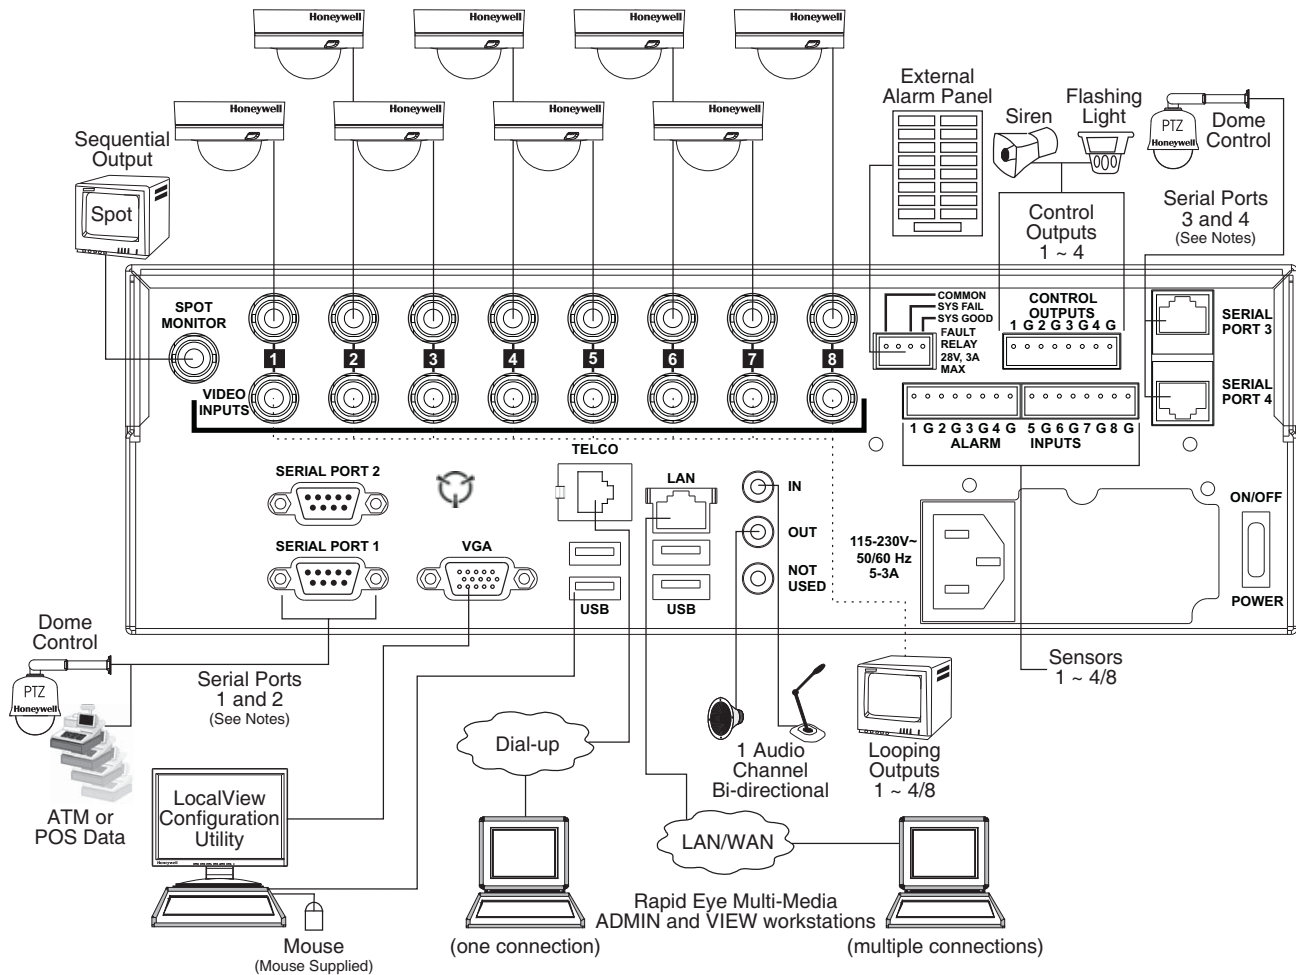 Honeywell
Honeywell
Honeywell
Honeywell
Honeywell
Honeywell
Honeywell
Honeywell
Sequential
Output
Spot
External
Alarm Panel
Siren
Flashing
Light
PTZ
Honeywell
Dome
Control
Control
Outputs
1 ~ 4
Serial Ports
3 and 4
(See Notes)
SPOT
MONITOR
1
2
3
4
5
6
7
8
VIDEO
INPUTS
COMMON
SYS FAIL
SYS GOOD
FAULT
RELAY
28V, 3A
MAX
CONTROL
OUTPUTS
1 G 2 G 3 G 4 G
SERIAL
PORT 3
SERIAL
PORT 4
1 G 2 G 3 G 4 G
5 G 6 G 7 G 8 G
ALARM
INPUTS
SERIAL PORT 2
SERIAL PORT 1
VGA
TELCO
USB
LAN
USB
IN
OUT
NOT
USED
115-230V~
50/60 Hz
5-3A
ON/OFF
POWER
Dome
Control
PTZ
Honeywell
Serial Ports
1 and 2
(See Notes)
ATM or
POS Data
LocalView
Configuration
Utility
Honeywell
Mouse
(Mouse Supplied)
Dial-up
(one connection)
1 Audio
Channel
Bi-directional
Looping
Outputs
1 ~ 4/8
Sensors
1 ~ 4/8
LAN/WAN
Rapid Eye Multi-Media
ADMIN and VIEW workstations
(multiple connections)